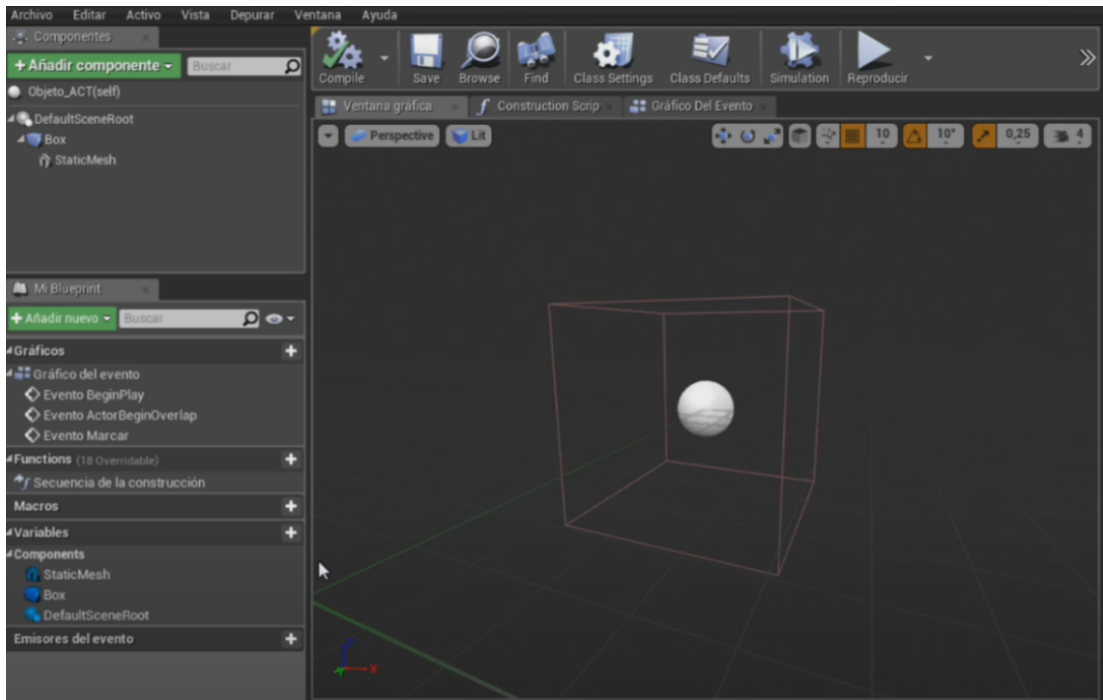 Archivo Editar Activo Vista Depurar Ventana Ayuda
Componentes
+ Añadir componente
Buscar
Objeto_ACT(self)
DefaultSceneRoot
Box
StaticMesh
Mi Blueprint
+ Añadir nuevo
Buscar
Gráficos
Gráfico del evento
Evento BeginPlay
Evento ActorBeginOverlap
Evento Marcar
Functions (18 Overridable)
Secuencia de la construcción
Macros
Variables
Components
StaticMesh
Box
DefaultSceneRoot
Emisores del evento
Compile Save Browse Find Class Settings Class Defaults Simulation Reproducir
Ventana gráfica Construction Scrip Gráfico Del Evento
Perspective Lit 10 10° 0,25 4
X